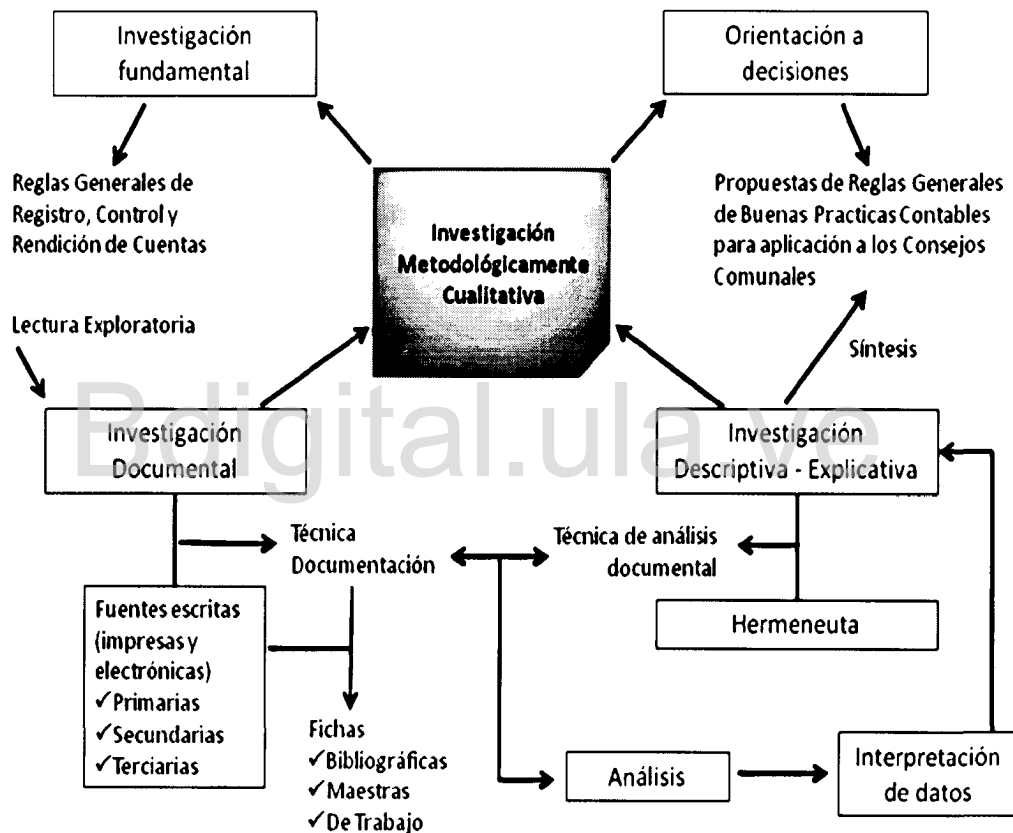 Investigación
fundamental
Orientación a
decisiones
Reglas Generales de
Registro, Control y
Rendición de Cuentas
Investigación
Metodológicamente
Cualitativa
Propuestas de Reglas Generales
de Buenas Practicas Contables
para aplicación a los Consejos
Comunales
Lectura Exploratoria
Síntesis
Investigación
Documental
Investigación
Descriptiva - Explicativa
Bdigital.ula.ve
Técnica
Documentación
Técnica de análisis
documental
Fuentes escritas
(impresas y
electrónicas)
✓Primarias
✓Secundarias
✓Terciarias
Hermeneuta
Fichas
✓Bibliográficas
✓Maestras
✓De Trabajo
Análisis
Interpretación
de datos